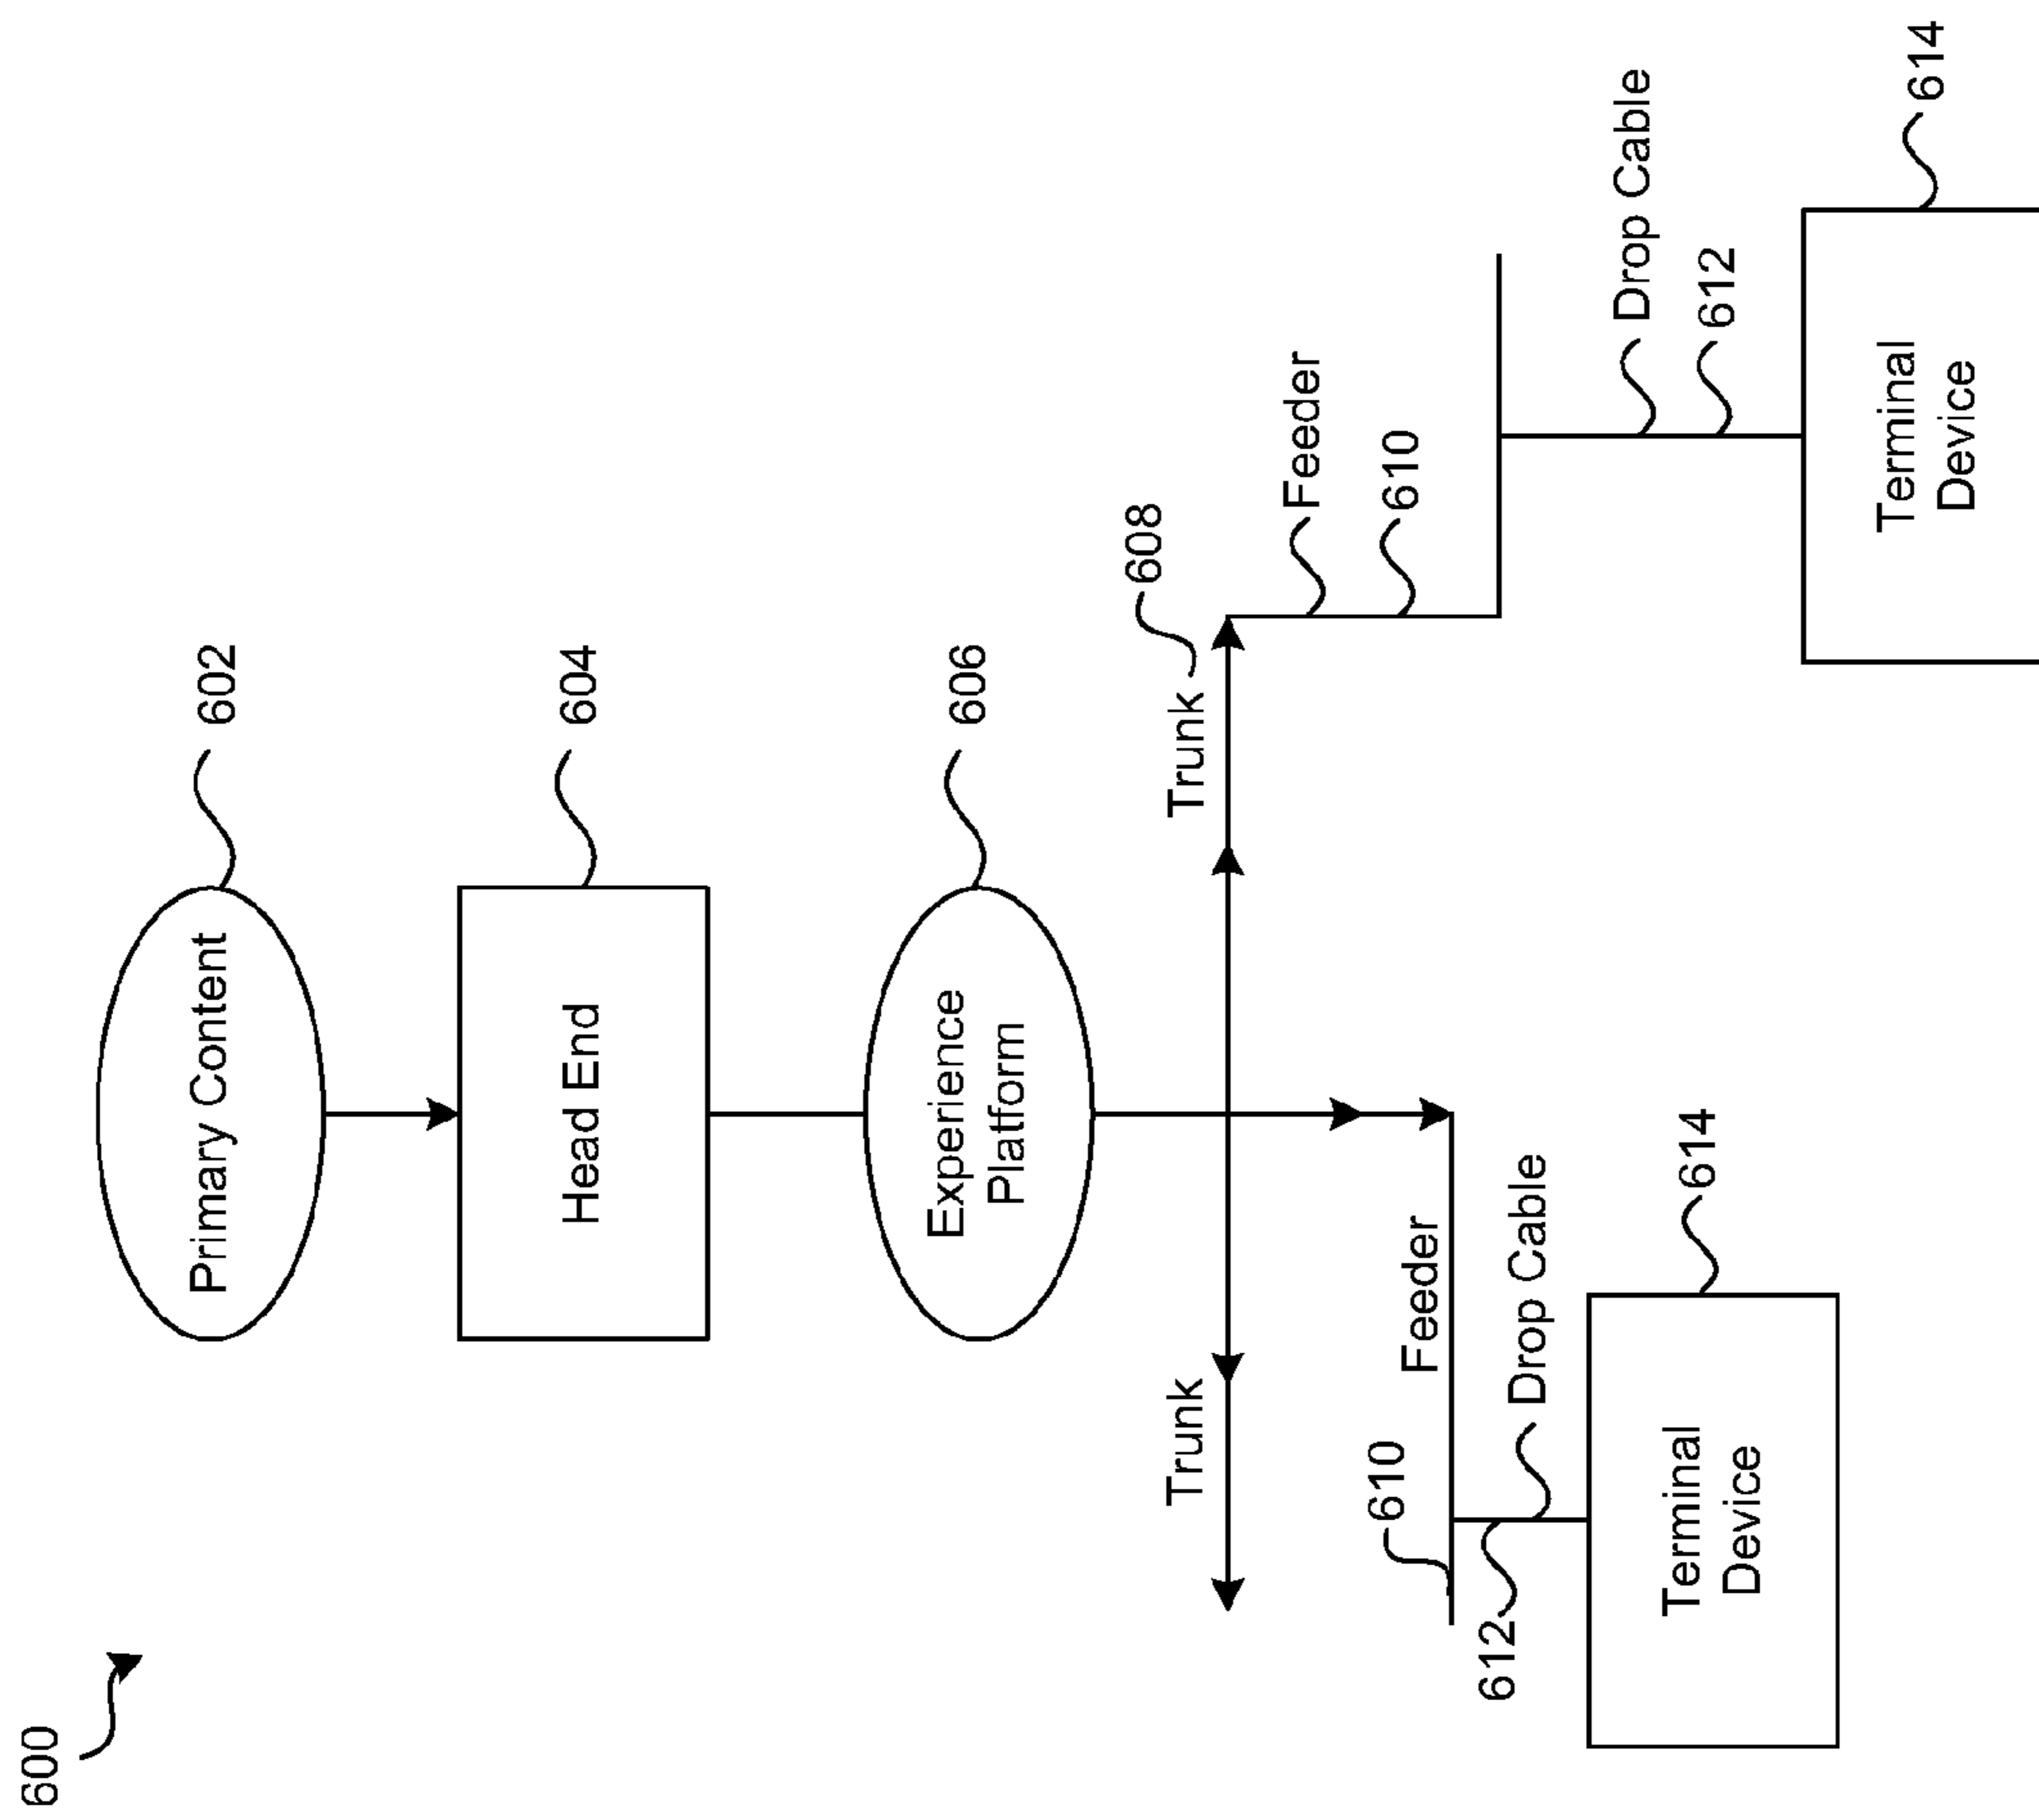 600
Primary Content
602
Head End
604
Experience
Platform
606
Trunk
Trunk
608
Feeder
610
Drop Cable
612
Terminal
Device
614
610
Feeder
612
Drop Cable
Terminal
Device
614